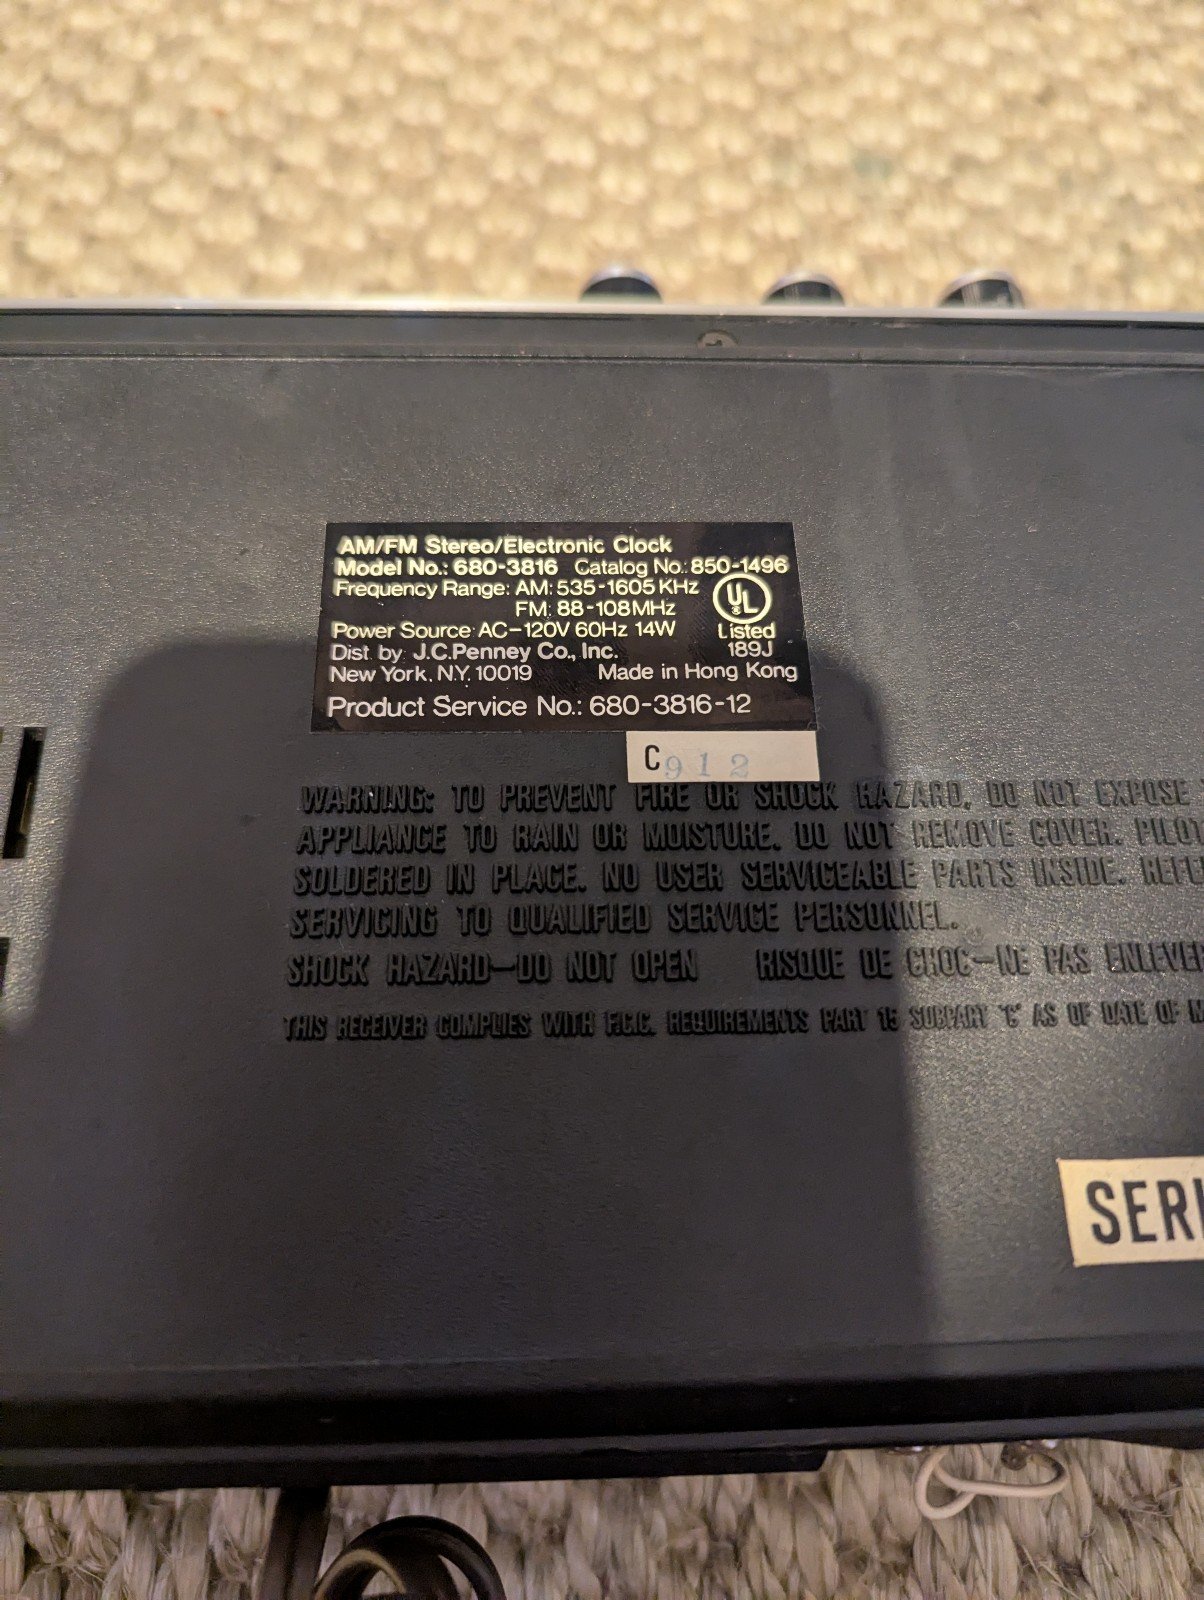 AM/FM Stereo/Electronic Clock
Model No.: 680-3816 Catalog No.: 850-1496
Frequency Range: AM: 535-1605 KHz
FM: 88-108MHz
UL
Power Source: AC-120V 60Hz 14W
Listed
Dist. by: J.C.Penney Co., Inc.
189J
New York, N.Y. 10019 Made in Hong Kong
Product Service No.: 680-3816-12
C 912
WARNING: TO PREVENT FIRE OR SHOCK HAZARD, DO NOT EXPOSE
APPLIANCE TO RAIN OR MOISTURE. DO NOT REMOVE COVER. PILOT
SOLDERED IN PLACE. NO USER SERVICEABLE PARTS INSIDE. REFE
SERVICING TO QUALIFIED SERVICE PERSONNEL.
SHOCK HAZARD-DO NOT OPEN RISQUE DE CHOC-NE PAS ENLEVER
THIS RECEIVER COMPLIES WITH F.C.C. REQUIREMENTS PART 15 SUBPART "C" AS OF DATE OF M
SERI